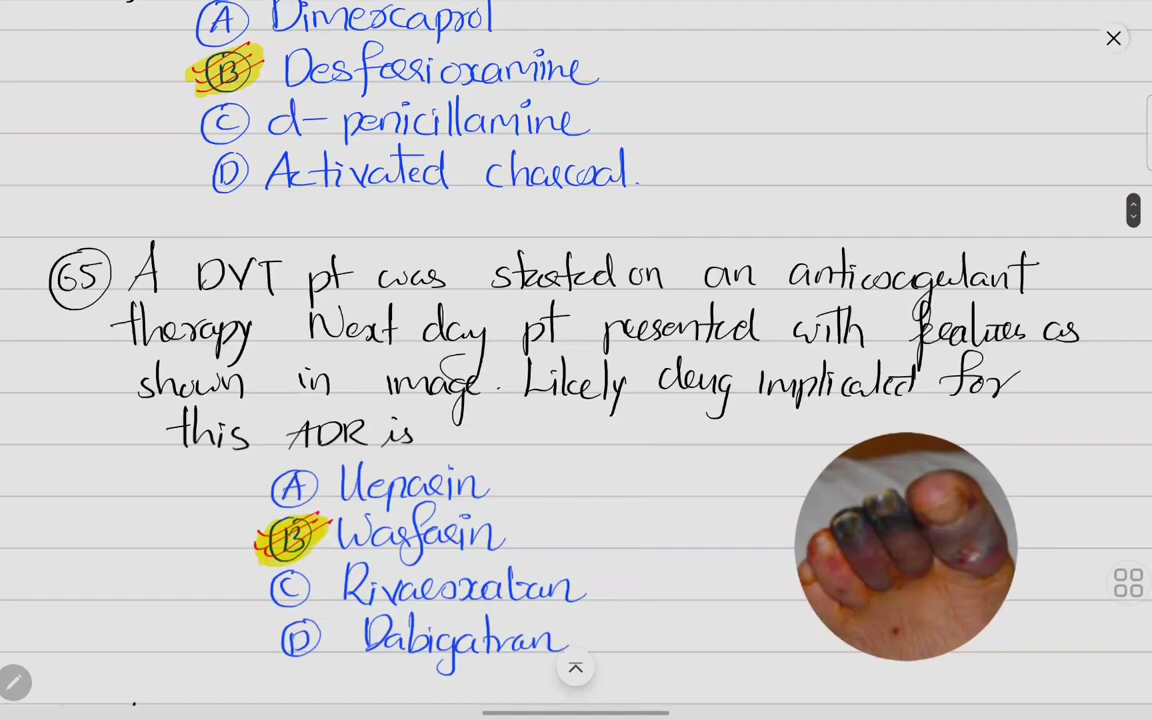 A Dimercaprol
B Desferrioxamine
C d-penicillamine
D Activated charcoal.
65 A DVT pt was started on an anticoagulant
therapy Next day pt presented with features as
shown in image. Likely drug implicated for
this ADR is
A Heparin
B Warfarin
C Rivaroxaban
D Dabigatran